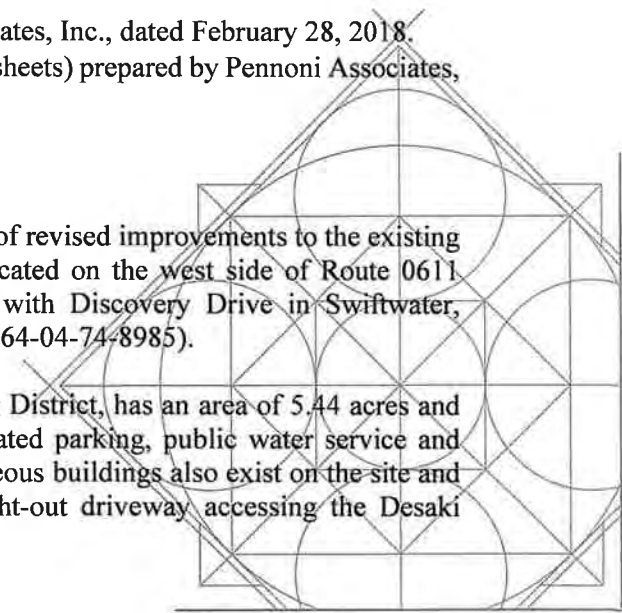 ates, Inc., dated February 28, 2018.
sheets) prepared by Pennoni Associates,
of revised improvements to the existing
cated on the west side of Route 0611
with Discovery Drive in Swiftwater,
64-04-74-8985).
District, has an area of 5.44 acres and
ated parking, public water service and
eous buildings also exist on the site and
ght-out driveway accessing the Desaki